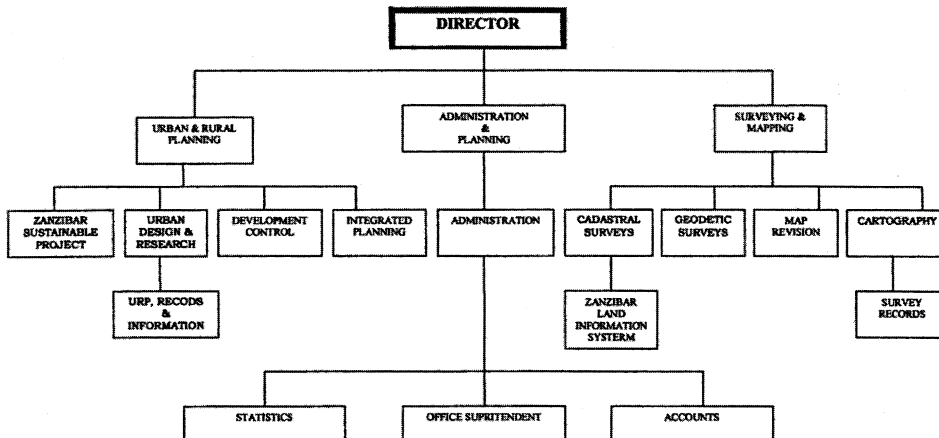 DIRECTOR
URBAN & RURAL
PLANNING
ADMINISTRATION
&
PLANNING
SURVEYING &
MAPPING
ZANZIBAR
SUSTAINABLE
PROJECT
URBAN
DESIGN &
RESEARCH
DEVELOPMENT
CONTROL
INTEGRATED
PLANNING
ADMINISTRATION
CADASTRAL
SURVEYS
GEODETIC
SURVEYS
MAP
REVISION
CARTOGRAPHY
URP, RECODS
&
INFORMATION
ZANZIBAR
LAND
INFORMATION
SYSTERM
SURVEY
RECORDS
STATISTICS
OFFICE SUPRITENDENT
ACCOUNTS